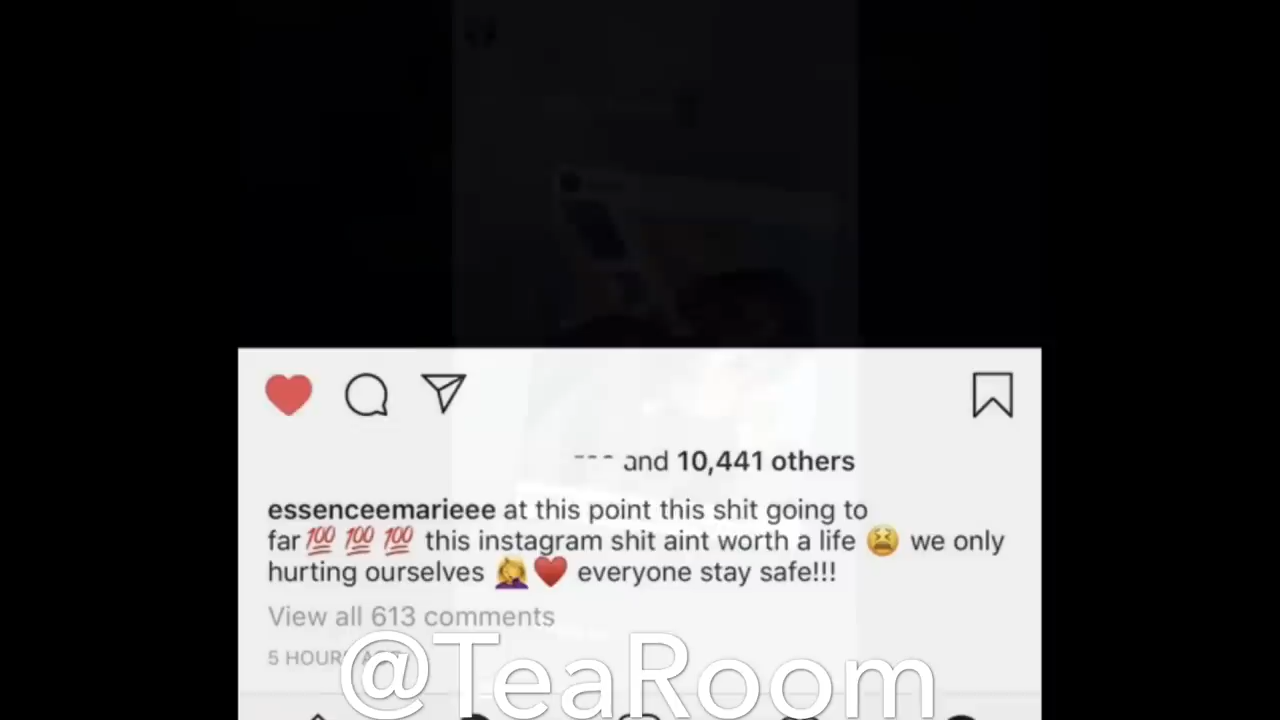 and 10,441 others
essenceemarieee at this point this shit going to
far💯 💯 💯 this instagram shit aint worth a life 😫 we only
hurting ourselves 🤦‍♀️❤️ everyone stay safe!!!
View all 613 comments
5 HOURS AGO
@TeaRoom